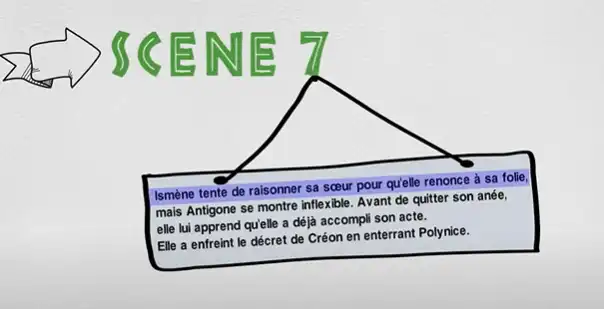 SCENE 7
Ismène tente de raisonner sa sœur pour qu'elle renonce à sa folie,
mais Antigone se montre inflexible. Avant de quitter son anée,
elle lui apprend qu'elle a déjà accompli son acte.
Elle a enfreint le décret de Créon en enterrant Polynice.